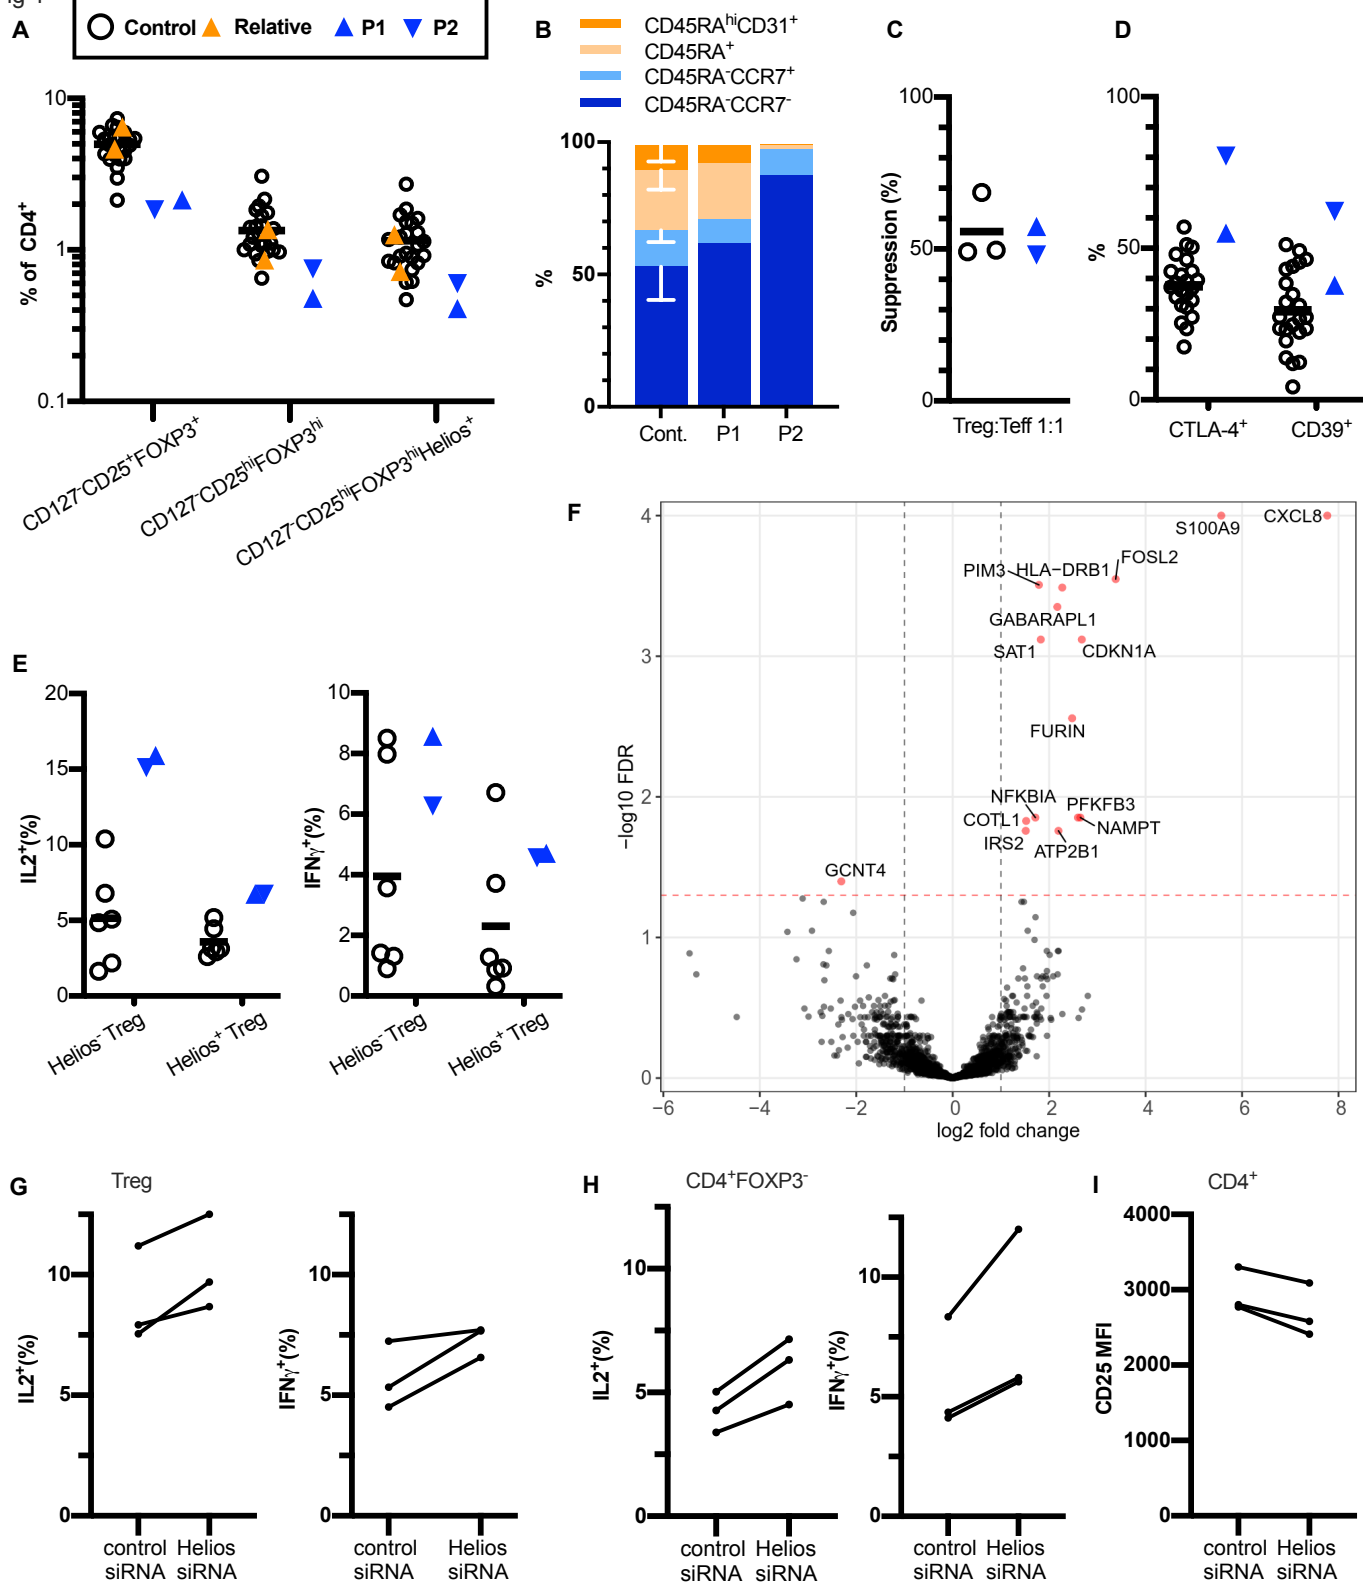 A
Control Relative P1 P2
10
1
0.1
% of CD4+
CD127-CD25+FOXP3+
CD127-CD25hiFOXP3hi
CD127-CD25hiFOXP3hiHelios+
B
CD45RAhiCD31+
CD45RA+
CD45RA-CCR7+
CD45RA-CCR7-
100
50
0
%
Cont. P1 P2
C
100
50
0
Suppression (%)
Treg:Teff 1:1
D
100
50
0
%
CTLA-4+ CD39+
E
20
15
10
5
0
IL2+(%)
Helios- Treg
Helios+ Treg
10
8
6
4
2
0
IFNγ+(%)
Helios- Treg
Helios+ Treg
F
4
3
2
1
0
−log10 FDR
S100A9
CXCL8
PIM3
HLA−DRB1
FOSL2
GABARAPL1
SAT1
CDKN1A
FURIN
NFKBIA
PFKFB3
COTL1
NAMPT
IRS2
ATP2B1
GCNT4
−6 −4 −2 0 2 4 6 8
log2 fold change
G
Treg
10
5
0
IL2+(%)
control siRNA
Helios siRNA
10
5
0
IFNγ+(%)
control siRNA
Helios siRNA
H
CD4+FOXP3-
10
5
0
IL2+(%)
control siRNA
Helios siRNA
10
5
0
IFNγ+(%)
control siRNA
Helios siRNA
I
CD4+
4000
3000
2000
1000
0
CD25 MFI
control siRNA
Helios siRNA